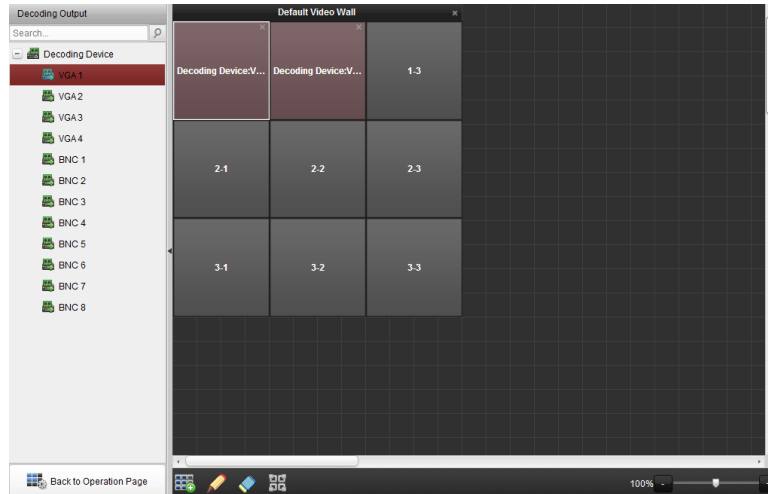 Decoding Output
Search...
Decoding Device
VGA 1
VGA 2
VGA 3
VGA 4
BNC 1
BNC 2
BNC 3
BNC 4
BNC 5
BNC 6
BNC 7
BNC 8
Back to Operation Page
Default Video Wall
Decoding Device:V... Decoding Device:V... 1-3
2-1 2-2 2-3
3-1 3-2 3-3
100%